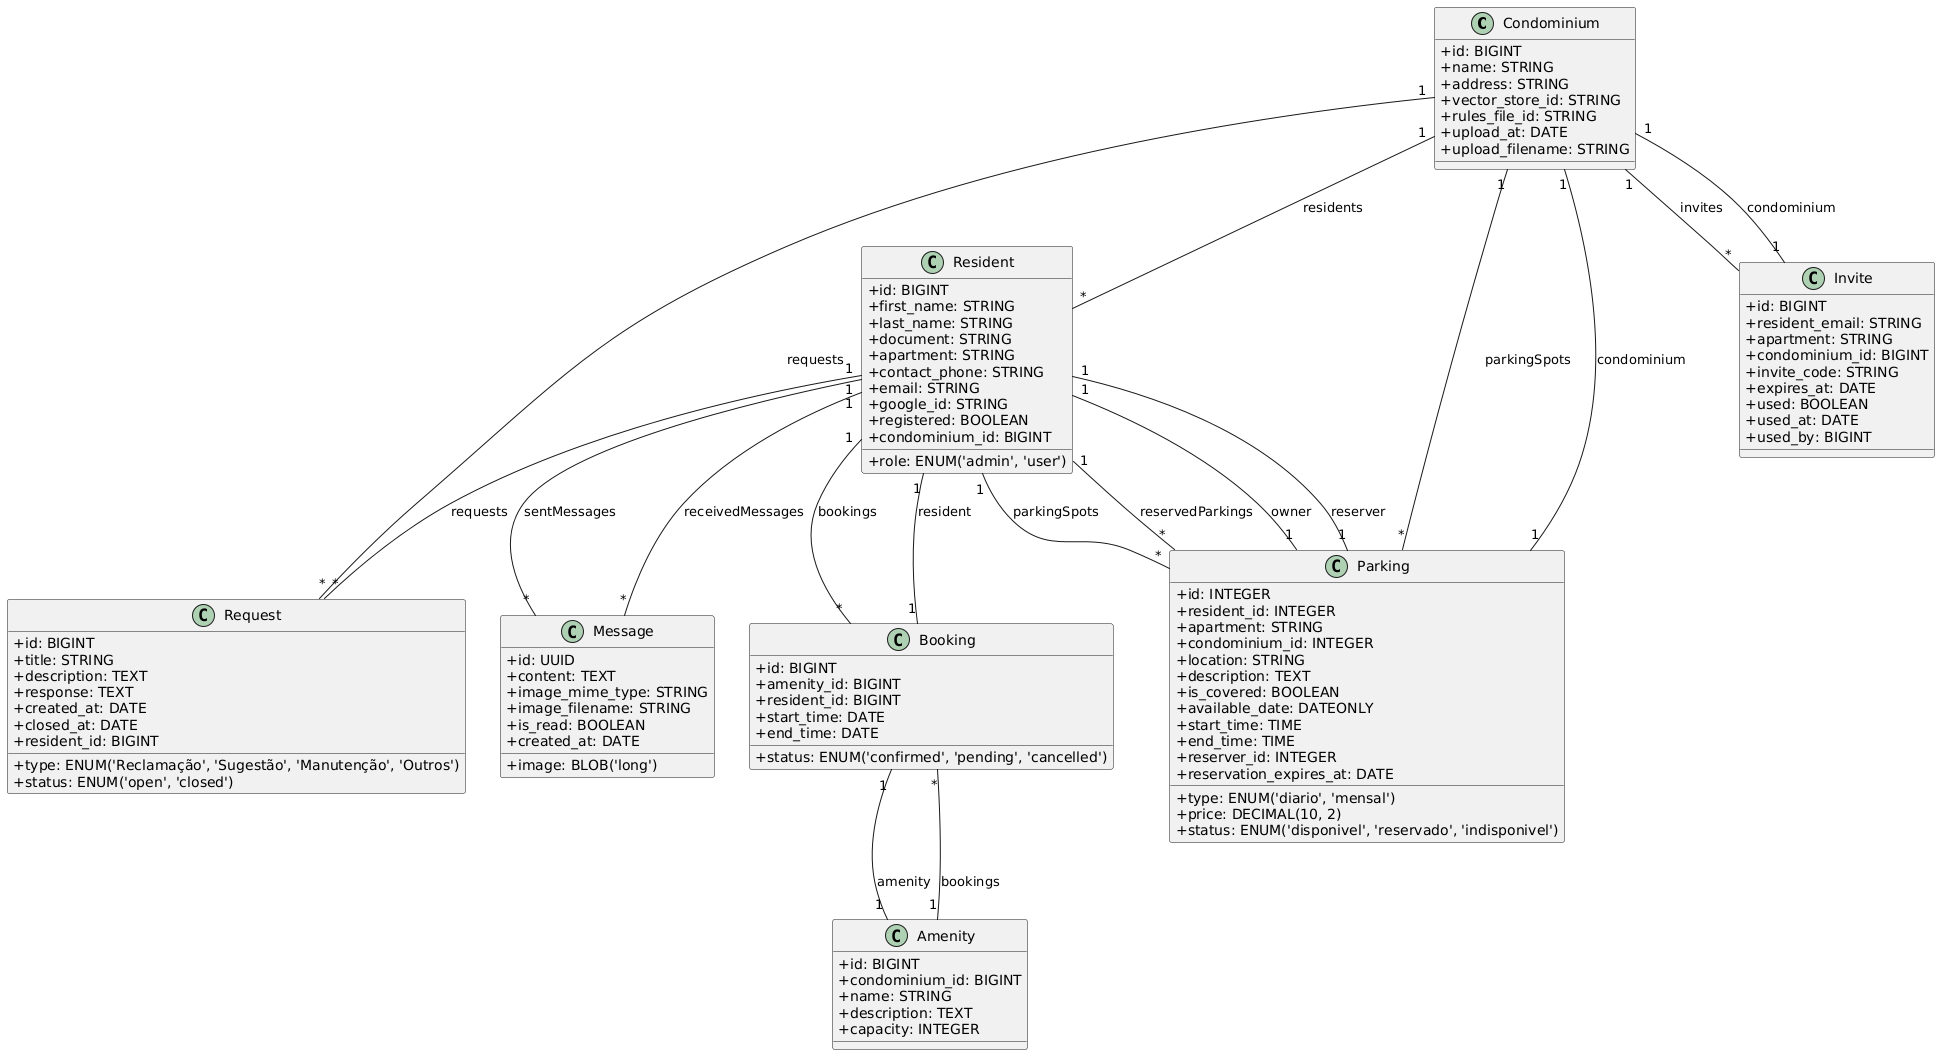 C Condominium
+id: BIGINT
+name: STRING
+address: STRING
+vector_store_id: STRING
+rules_file_id: STRING
+upload_at: DATE
+upload_filename: STRING
1
1
1
1
1
1
residents
invites
condominium
*
*
1
C Resident
+id: BIGINT
+first_name: STRING
+last_name: STRING
+document: STRING
+apartment: STRING
+contact_phone: STRING
+email: STRING
+google_id: STRING
+registered: BOOLEAN
+condominium_id: BIGINT
+role: ENUM('admin', 'user')
C Invite
+id: BIGINT
+resident_email: STRING
+apartment: STRING
+condominium_id: BIGINT
+invite_code: STRING
+expires_at: DATE
+used: BOOLEAN
+used_at: DATE
+used_by: BIGINT
requests
parkingSpots
condominium
1
1
1
1
1
1
1
1
1
requests
sentMessages
receivedMessages
bookings
resident
parkingSpots
reservedParkings
owner
reserver
1
*
*
*
*
*
1
*
*
1
1
*
1
C Request
+id: BIGINT
+title: STRING
+description: TEXT
+response: TEXT
+created_at: DATE
+closed_at: DATE
+resident_id: BIGINT
+type: ENUM('Reclamação', 'Sugestão', 'Manutenção', 'Outros')
+status: ENUM('open', 'closed')
C Message
+id: UUID
+content: TEXT
+image_mime_type: STRING
+image_filename: STRING
+is_read: BOOLEAN
+created_at: DATE
+image: BLOB('long')
C Booking
+id: BIGINT
+amenity_id: BIGINT
+resident_id: BIGINT
+start_time: DATE
+end_time: DATE
+status: ENUM('confirmed', 'pending', 'cancelled')
C Parking
+id: INTEGER
+resident_id: INTEGER
+apartment: STRING
+condominium_id: INTEGER
+location: STRING
+description: TEXT
+is_covered: BOOLEAN
+available_date: DATEONLY
+start_time: TIME
+end_time: TIME
+reserver_id: INTEGER
+reservation_expires_at: DATE
+type: ENUM('diario', 'mensal')
+price: DECIMAL(10, 2)
+status: ENUM('disponivel', 'reservado', 'indisponivel')
1
*
amenity
bookings
1
1
C Amenity
+id: BIGINT
+condominium_id: BIGINT
+name: STRING
+description: TEXT
+capacity: INTEGER